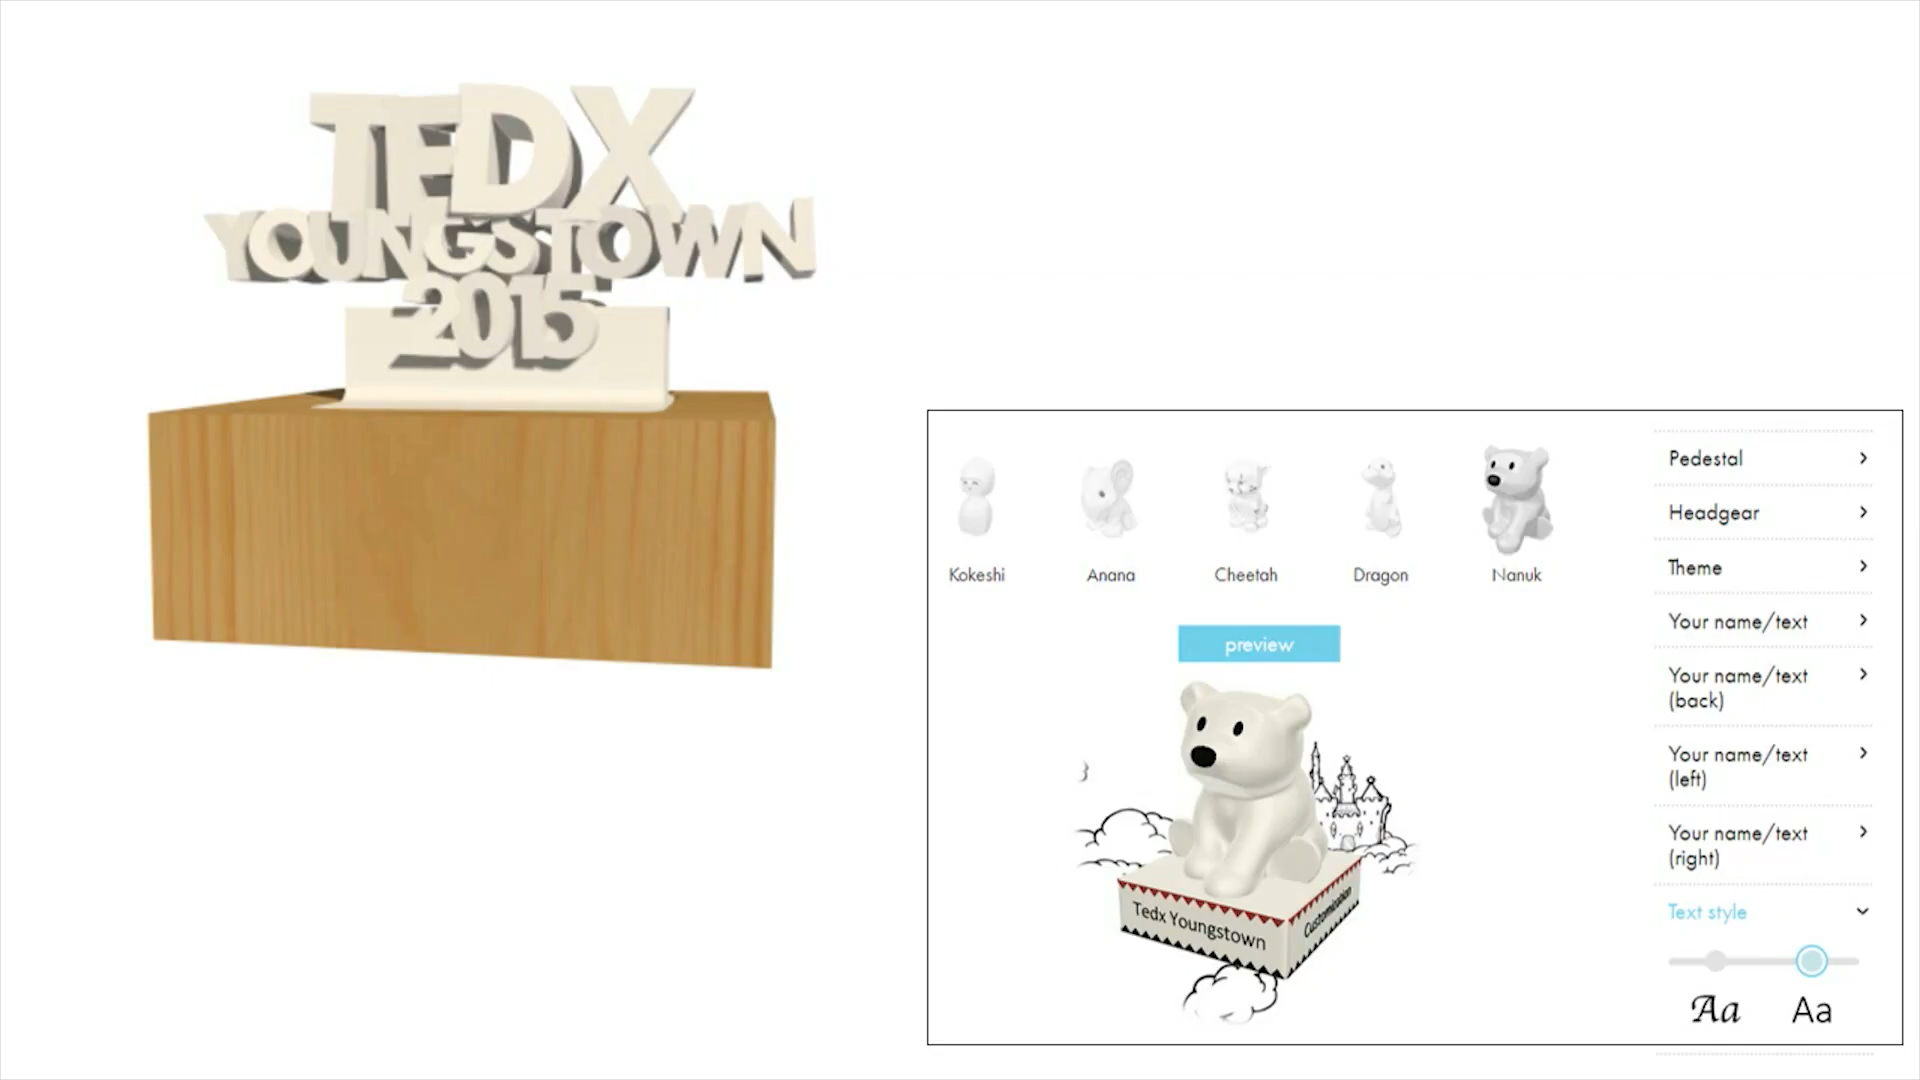 TEDX
YOUNGSTOWN
2015
Kokeshi
Anana
Cheetah
Dragon
Nanuk
preview
Tedx Youngstown
Customization
Pedestal
Headgear
Theme
Your name/text
Your name/text
(back)
Your name/text
(left)
Your name/text
(right)
Text style
Aa
Aa